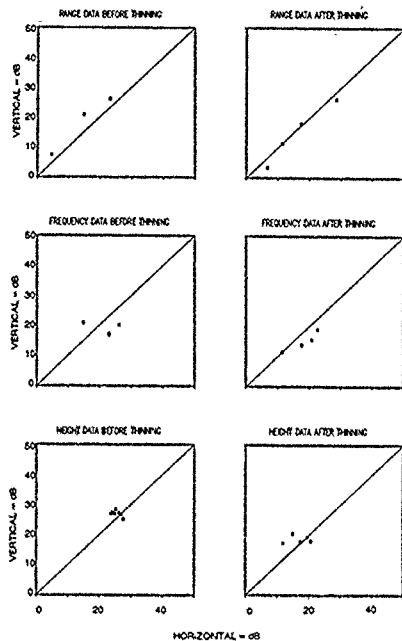 RANGE DATA BEFORE THINNING
RANGE DATA AFTER THINNING
VERTICAL = dB
50
40
30
20
10
0
FREQUENCY DATA BEFORE THINNING
FREQUENCY DATA AFTER THINNING
VERTICAL = dB
50
40
30
20
10
0
HEIGHT DATA BEFORE THINNING
HEIGHT DATA AFTER THINNING
VERTICAL = dB
50
40
30
20
10
0
0 20 40 0 20 40
HORIZONTAL = dB